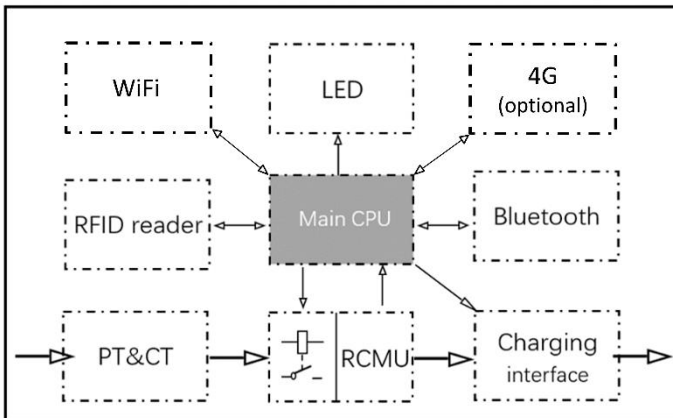 WiFi
LED
4G
(optional)
RFID reader
Main CPU
Bluetooth
PT&CT
RCMU
Charging
interface